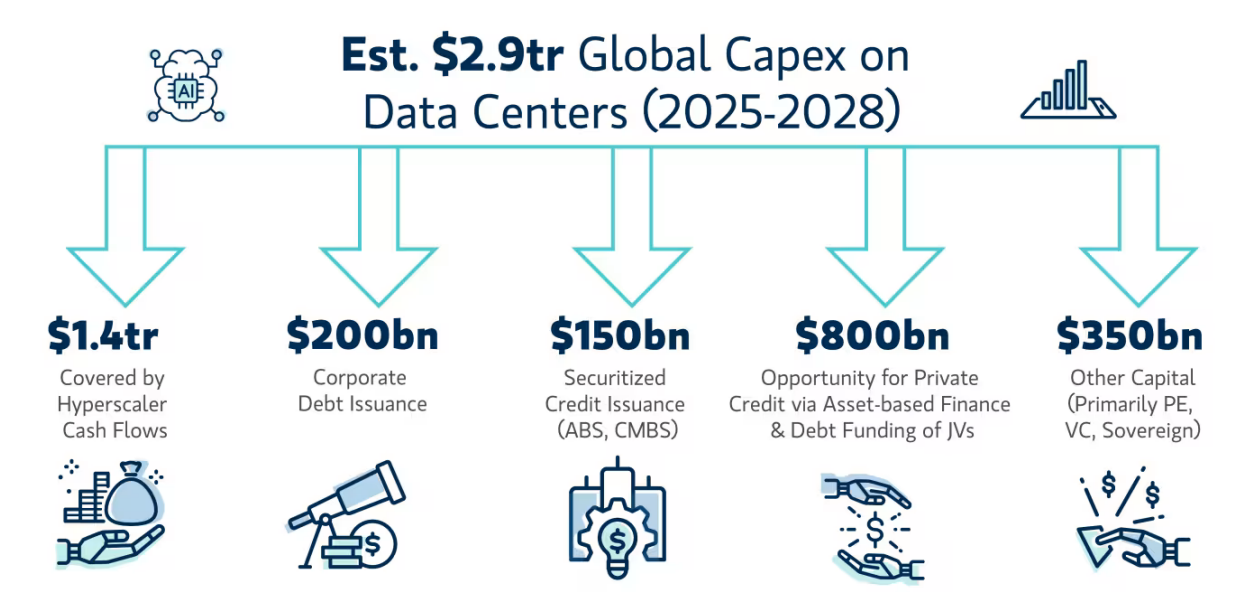 Est. $2.9tr Global Capex on
Data Centers (2025-2028)
AI
$1.4tr
Covered by
Hyperscaler
Cash Flows
$200bn
Corporate
Debt Issuance
$150bn
Securitized
Credit Issuance
(ABS, CMBS)
$800bn
Opportunity for Private
Credit via Asset-based Finance
& Debt Funding of JVs
$350bn
Other Capital
(Primarily PE,
VC, Sovereign)
$
$
$
$ $